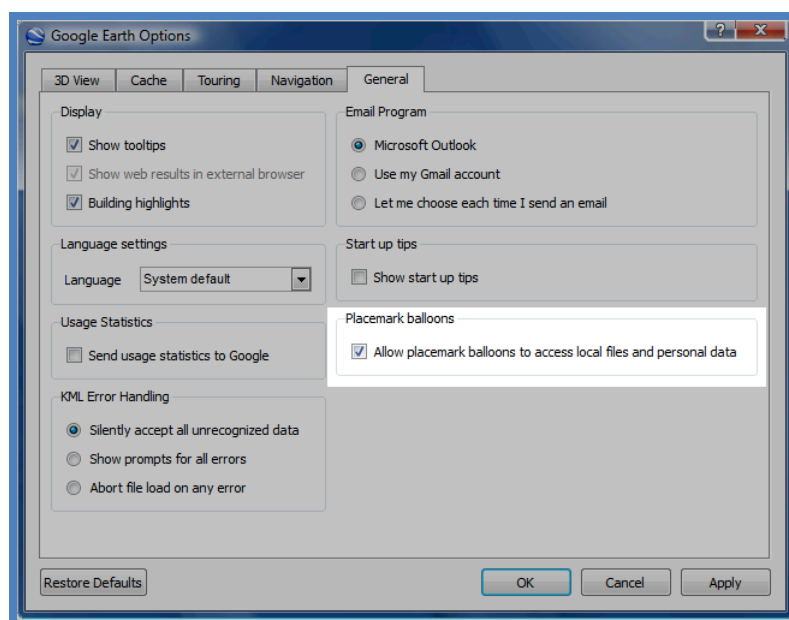 Google Earth Options
3D View
Cache
Touring
Navigation
General
Display
Show tooltips
Show web results in external browser
Building highlights
Email Program
Microsoft Outlook
Use my Gmail account
Let me choose each time I send an email
Language settings
Language
System default
Start up tips
Show start up tips
Usage Statistics
Send usage statistics to Google
Placemark balloons
Allow placemark balloons to access local files and personal data
KML Error Handling
Silently accept all unrecognized data
Show prompts for all errors
Abort file load on any error
Restore Defaults
OK
Cancel
Apply